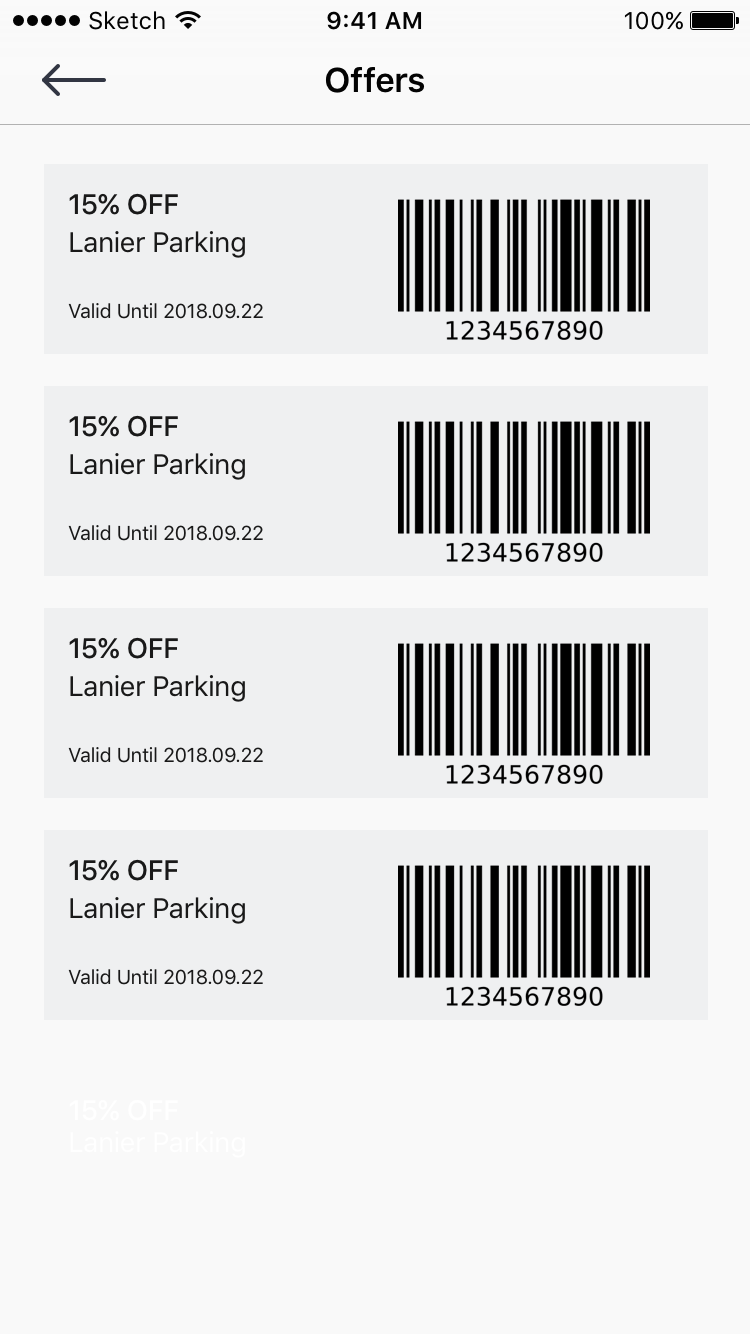 Sketch 9:41 AM 100%
Offers
15% OFF
Lanier Parking
Valid Until 2018.09.22
1234567890
15% OFF
Lanier Parking
Valid Until 2018.09.22
1234567890
15% OFF
Lanier Parking
Valid Until 2018.09.22
1234567890
15% OFF
Lanier Parking
Valid Until 2018.09.22
1234567890
15% OFF
Lanier Parking